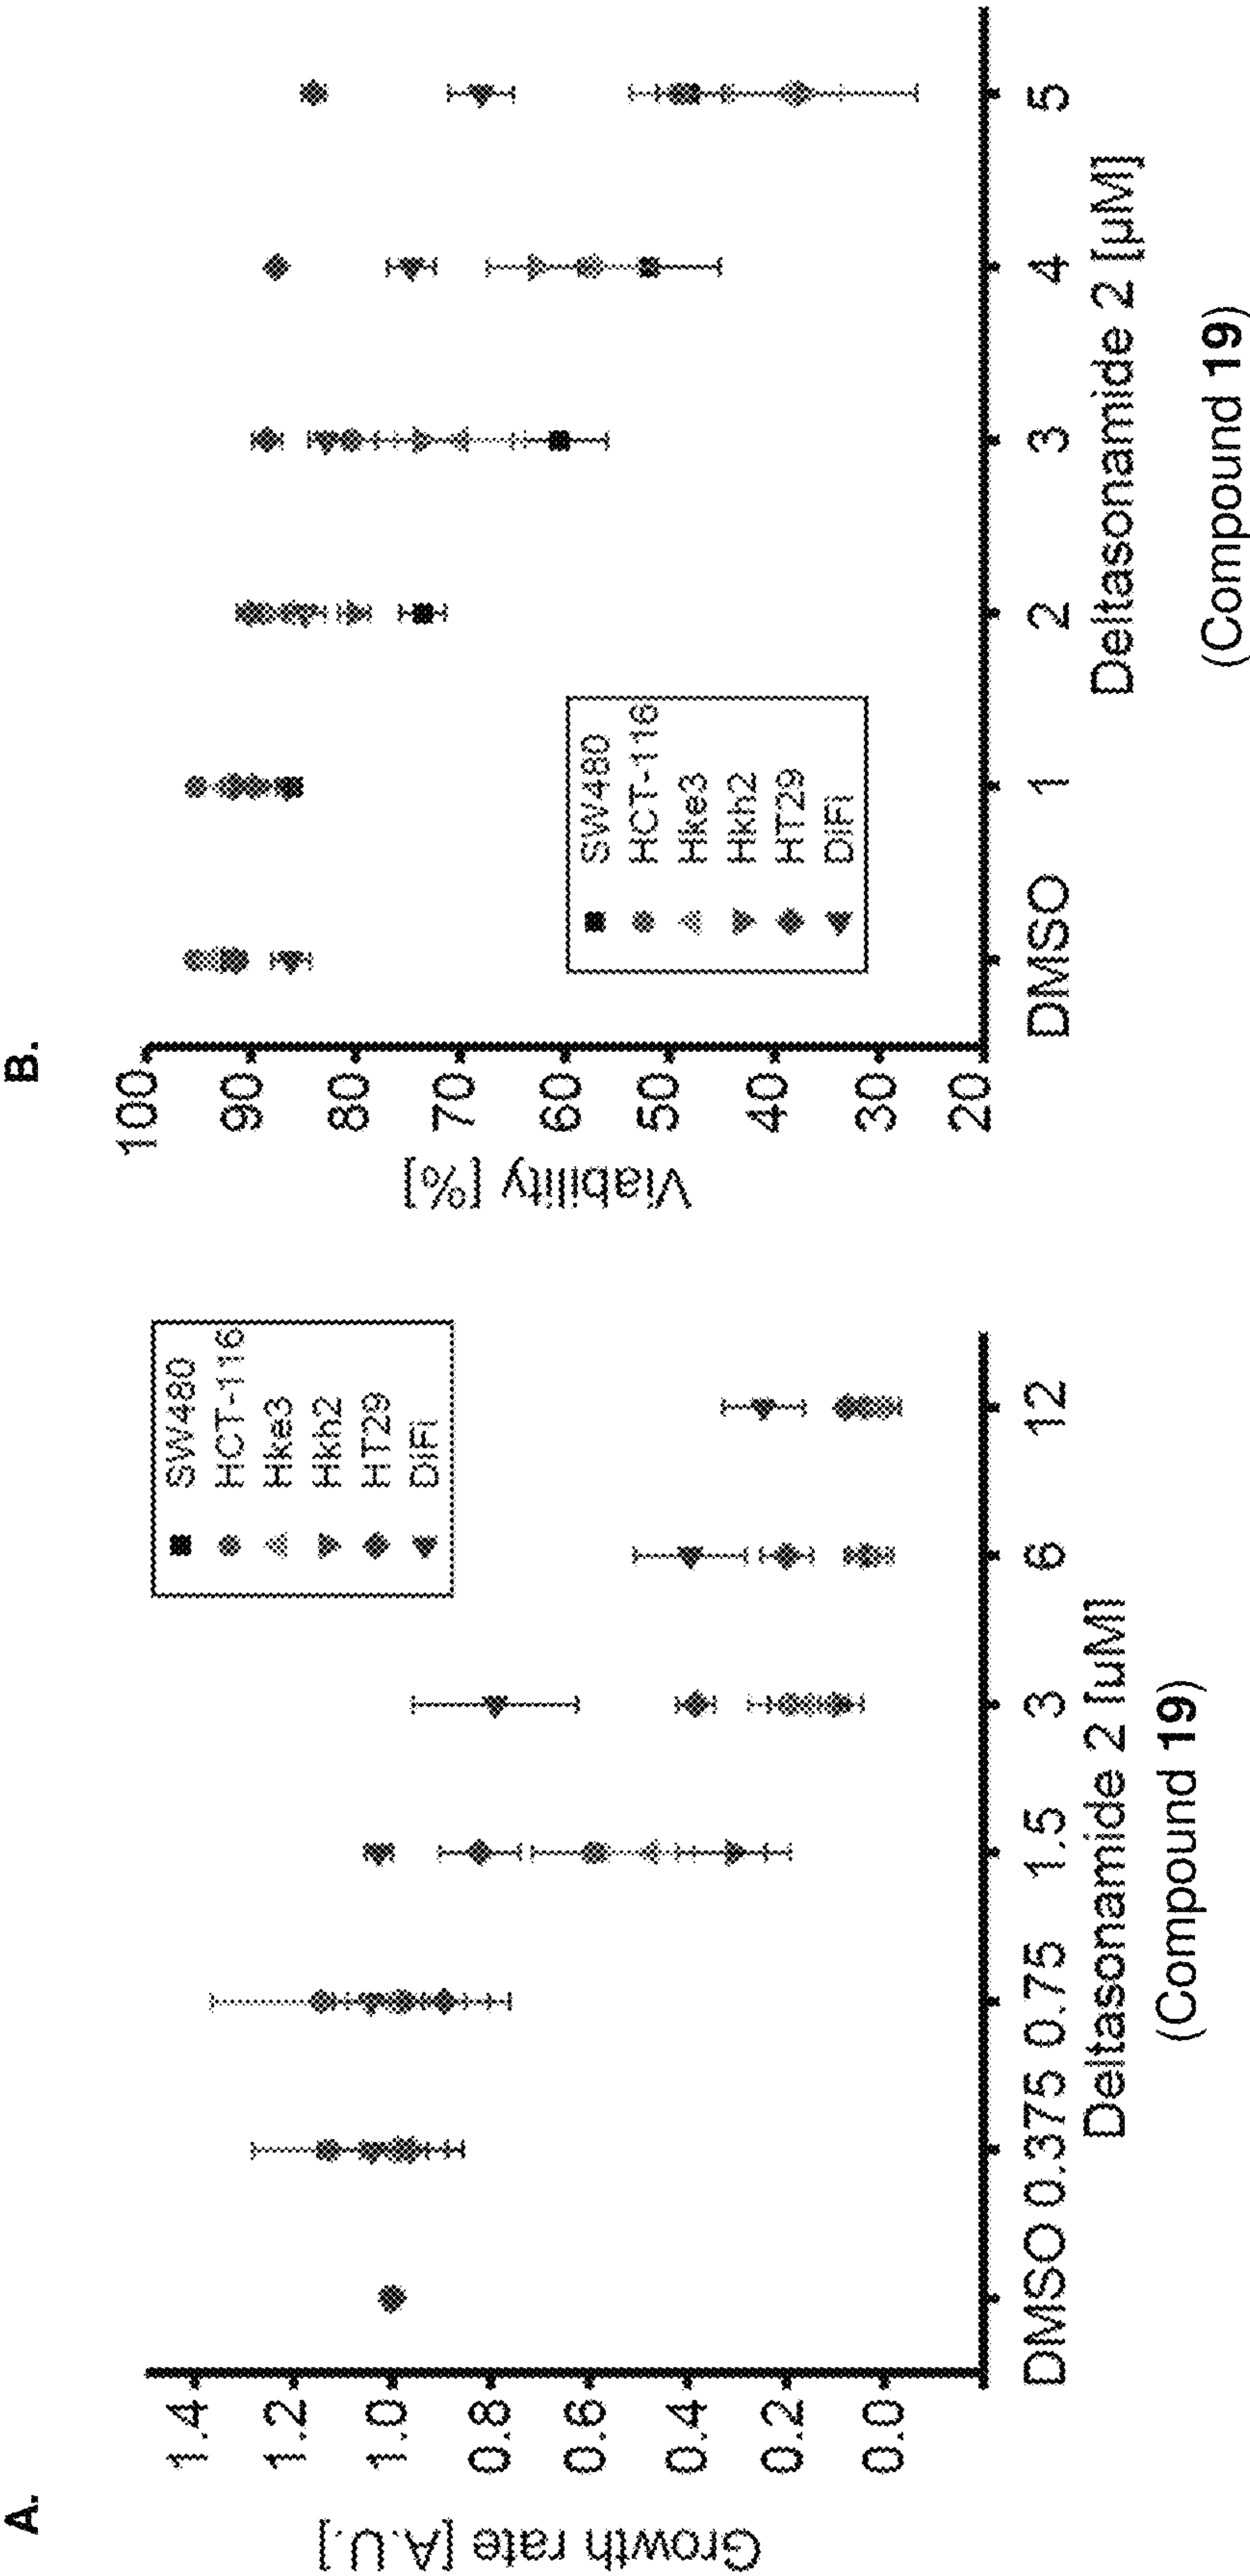 A.
Growth rate [A.U.]
1.4
1.2
1.0
0.8
0.6
0.4
0.2
0.0
SW480
HCT-116
Hke3
Hkh2
HT29
DiFi
DMSO 0.375 0.75 1.5 3 6 12
Deltasonamide 2 [µM]
(Compound 19)
B.
Viability [%]
100
90
80
70
60
50
40
30
20
SW480
HCT-116
Hke3
Hkh2
HT29
DiFi
DMSO 1 2 3 4 5
Deltasonamide 2 [µM]
(Compound 19)